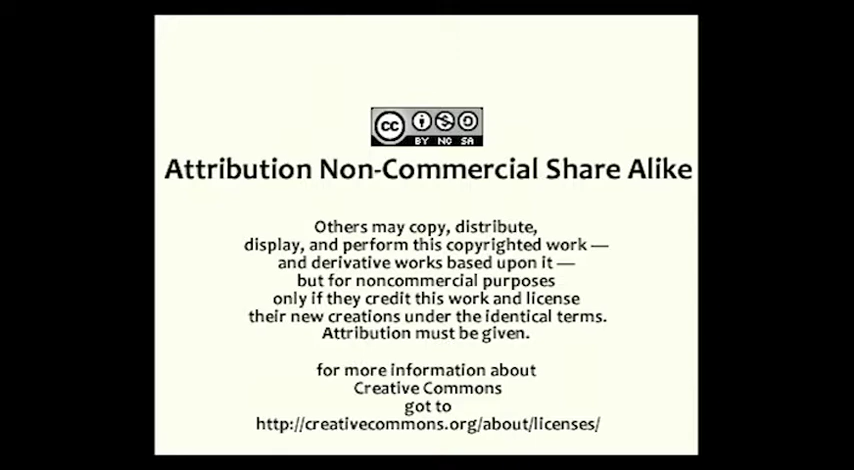 cc
BY NC SA
Attribution Non-Commercial Share Alike
Others may copy, distribute,
display, and perform this copyrighted work —
and derivative works based upon it —
but for noncommercial purposes
only if they credit this work and license
their new creations under the identical terms.
Attribution must be given.
for more information about
Creative Commons
got to
http://creativecommons.org/about/licenses/